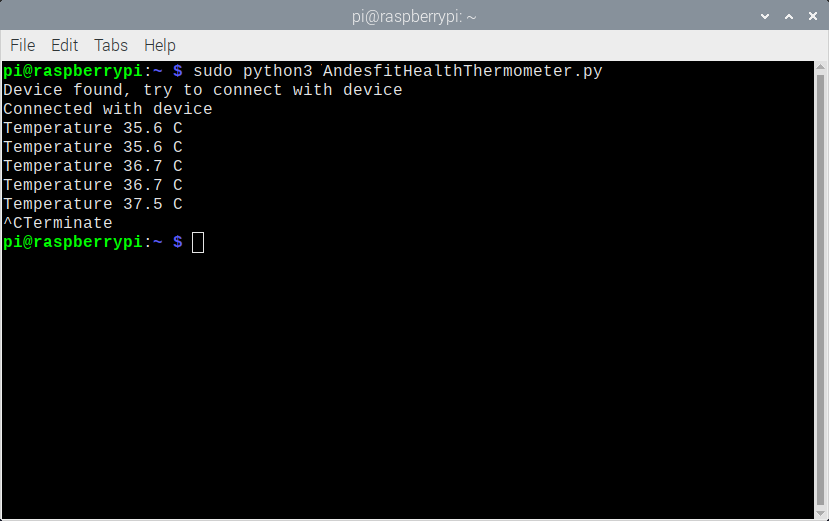 pi@raspberrypi: ~
File Edit Tabs Help
pi@raspberrypi:~ $ sudo python3 AndesfitHealthThermometer.py
Device found, try to connect with device
Connected with device
Temperature 35.6 C
Temperature 35.6 C
Temperature 36.7 C
Temperature 36.7 C
Temperature 37.5 C
^CTerminate
pi@raspberrypi:~ $